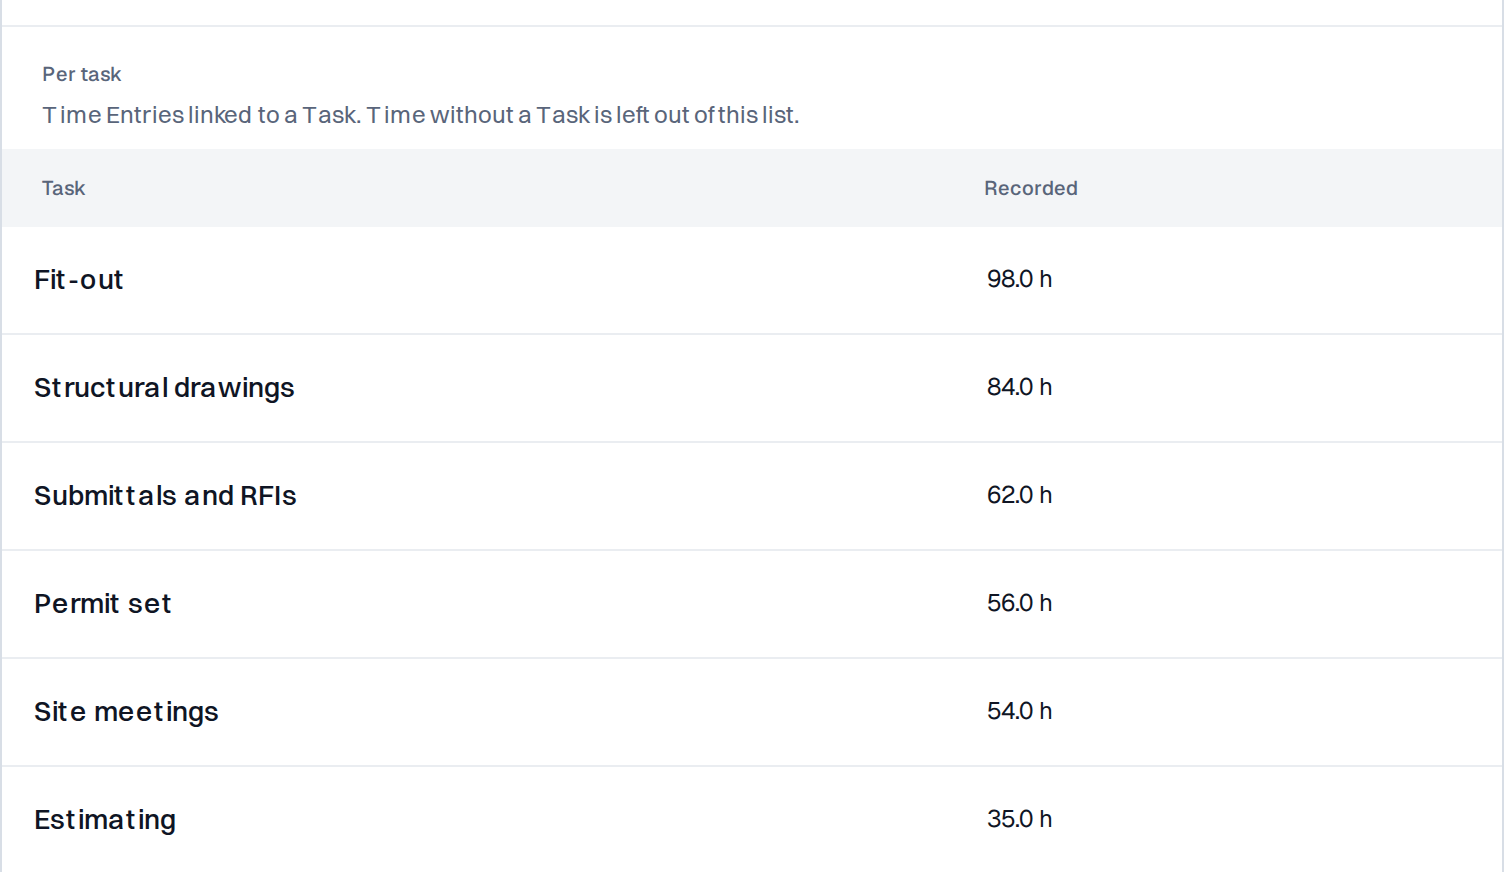 Per task
Time Entries linked to a Task. Time without a Task is left out of this list.
Task Recorded
Fit-out 98.0 h
Structural drawings 84.0 h
Submittals and RFIs 62.0 h
Permit set 56.0 h
Site meetings 54.0 h
Estimating 35.0 h